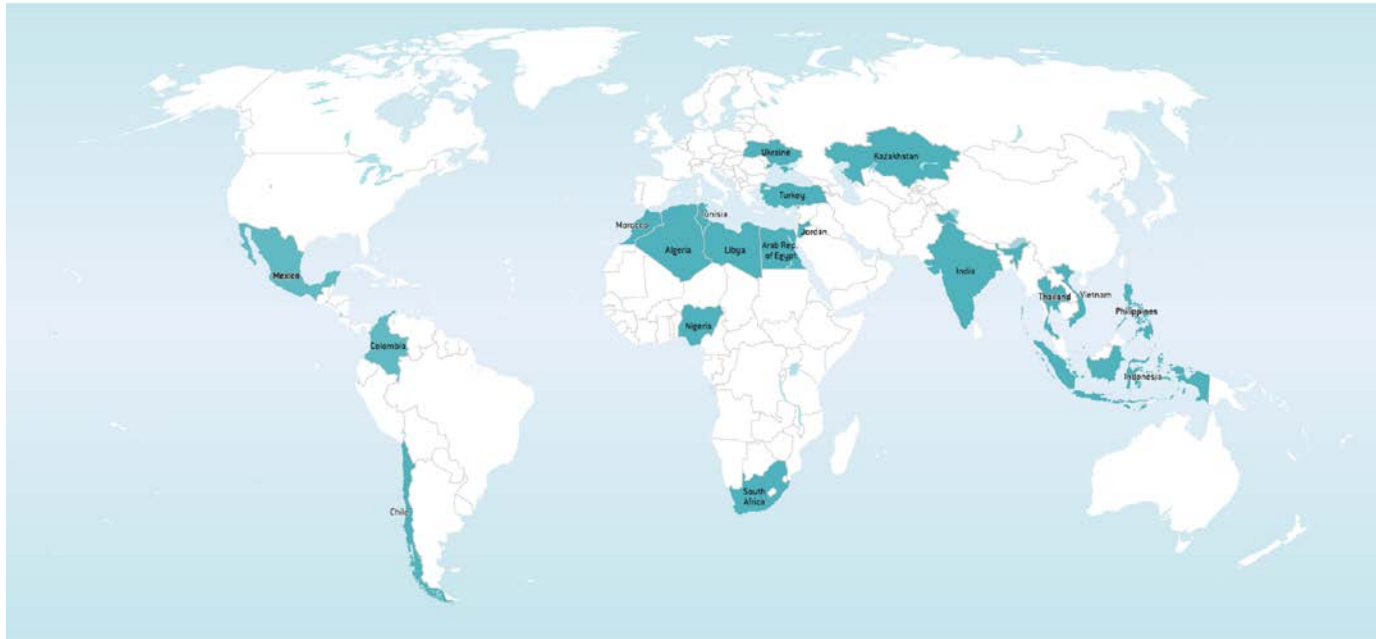 Ukraine
Kazakhstan
Turkey
Tunisia
Morocco
Jordan
Algeria
Libya
Arab Rep.
of Egypt
Mexico
India
Thailand
Vietnam
Philippines
Nigeria
Colombia
Indonesia
South
Africa
Chile